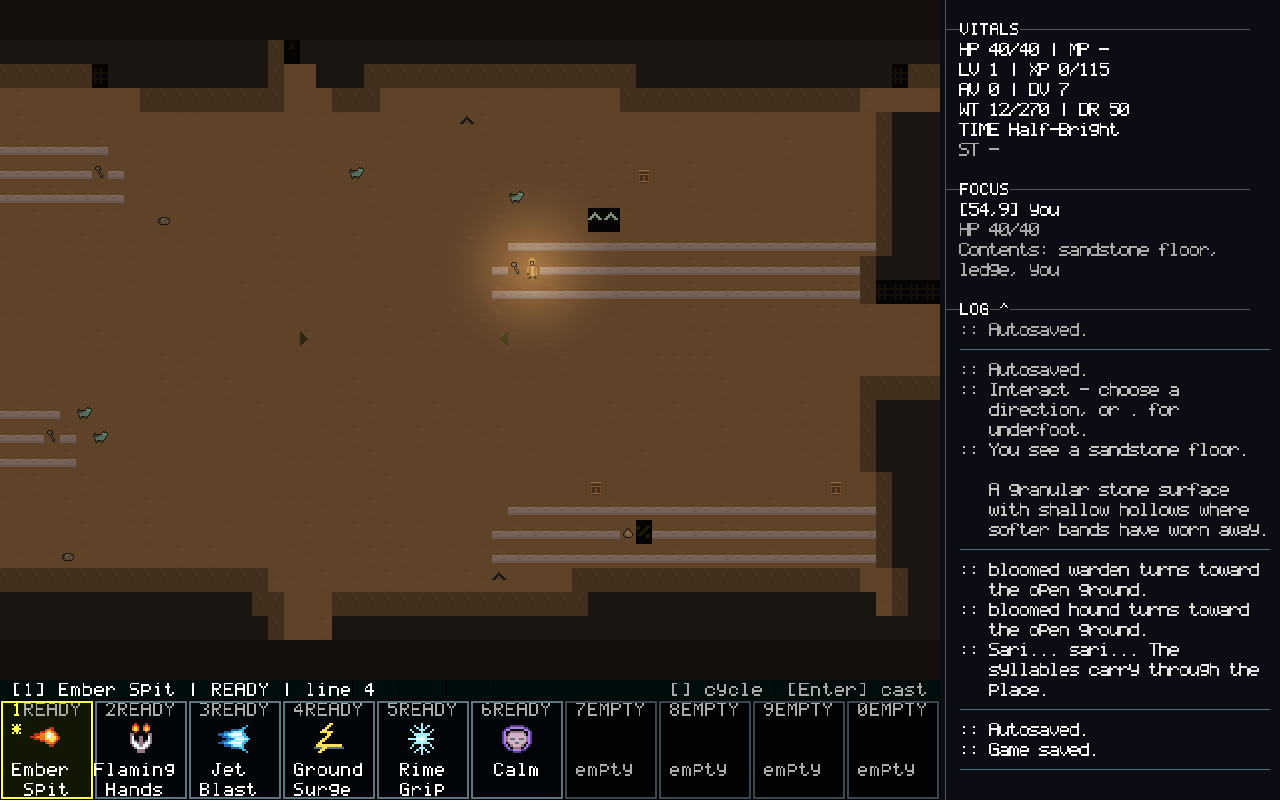 VITALS
HP 40/40 | MP -
LV 1 | XP 0/115
AV 0 | DV 7
WT 12/270 | DR 50
TIME Half-Bright
ST -
FOCUS
[54,9] You
HP 40/40
Contents: sandstone floor,
ledge, You
LOG ^
:: Autosaved.
:: Autosaved.
:: Interact - choose a
direction, or . for
underfoot.
:: You see a sandstone floor.
A granular stone surface
with shallow hollows where
softer bands have worn away.
:: bloomed warden turns toward
the open ground.
:: bloomed hound turns toward
the open ground.
:: Sari... sari... The
syllables carry through the
place.
:: Autosaved.
:: Game saved.
[1] Ember Spit | READY | line 4
[] cycle [Enter] cast
1READY 2READY 3READY 4READY 5READY 6READY 7EMPTY 8EMPTY 9EMPTY 0EMPTY
*
Ember Flaming Jet Ground Rime Calm empty empty empty empty
Spit Hands Blast Surge Grip